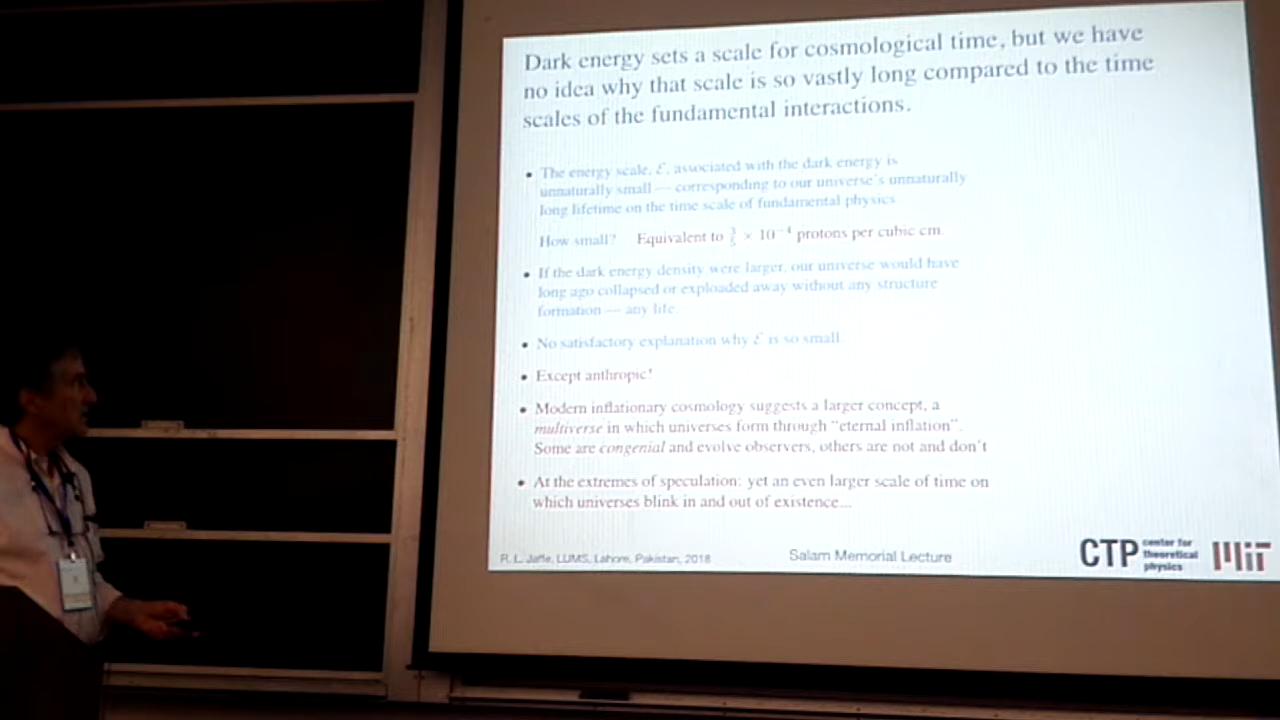 Dark energy sets a scale for cosmological time, but we have
no idea why that scale is so vastly long compared to the time
scales of the fundamental interactions.
• The energy scale, ℰ, associated with the dark energy is
unnaturally small — corresponding to our universe's unnaturally
long lifetime on the time scale of fundamental physics
How small? Equivalent to × 10⁻⁴ protons per cubic cm.
• If the dark energy density were larger, our universe would have
long ago collapsed or exploaded away without any structure
formation — any life.
• No satisfactory explanation why ℰ is so small.
• Except anthropic!
• Modern inflationary cosmology suggests a larger concept, a
multiverse in which universes form through "eternal inflation".
Some are congenial and evolve observers, others are not and don't
• At the extremes of speculation: yet an even larger scale of time on
which universes blink in and out of existence...
R. L. Jaffe, LUMS, Lahore, Pakistan, 2018
Salam Memorial Lecture
CTP center for
theoretical
physics
MIT